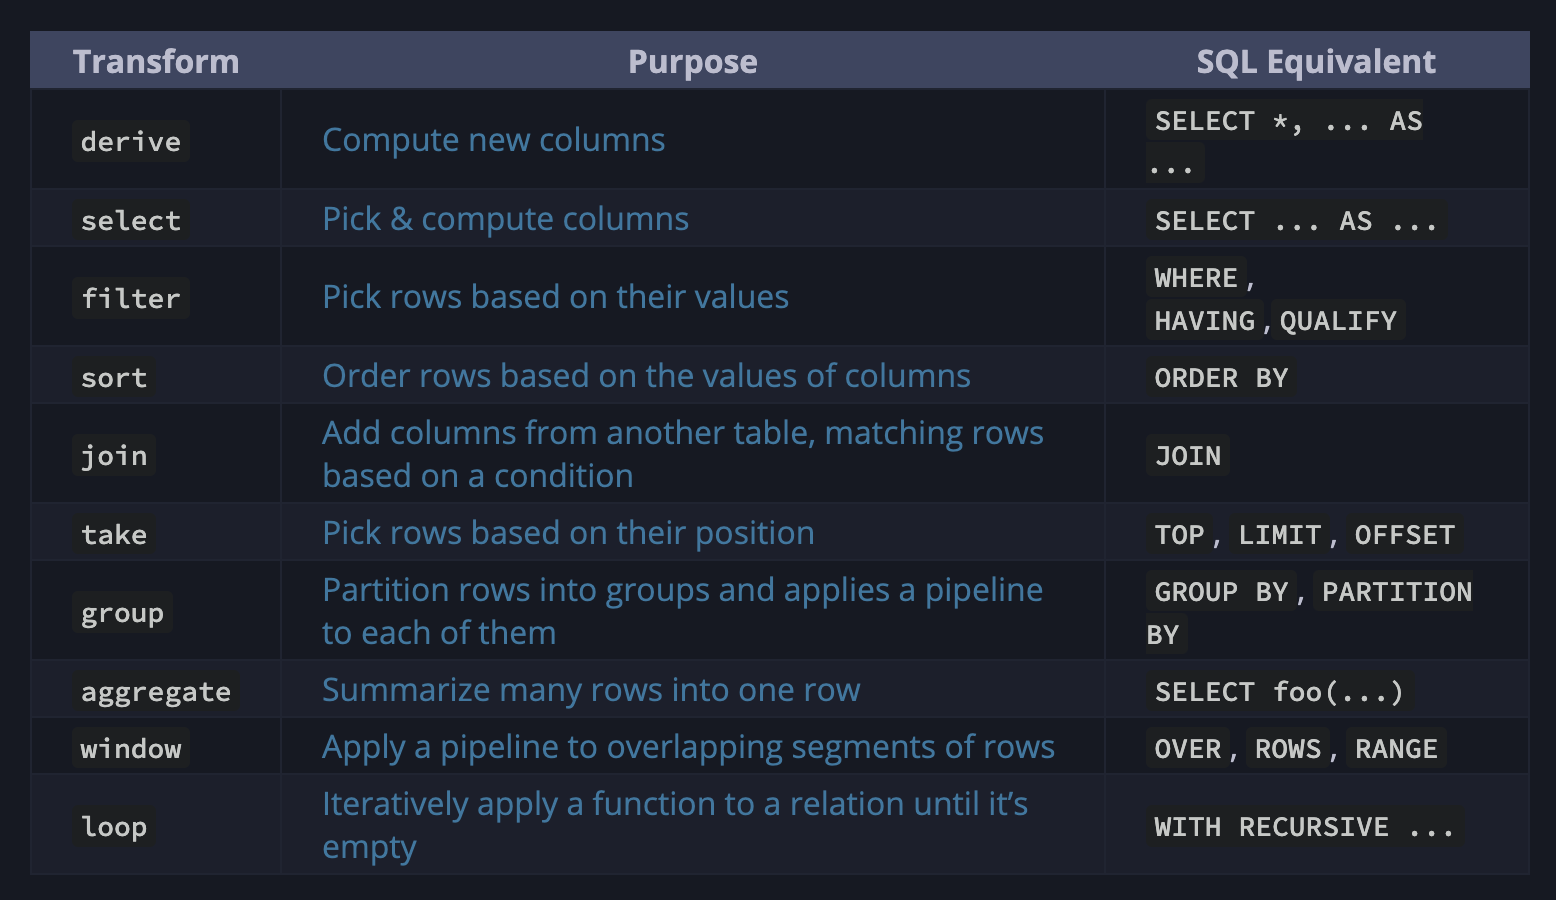 Transform Purpose SQL Equivalent
derive Compute new columns SELECT *, ... AS
...
select Pick & compute columns SELECT ... AS ...
filter Pick rows based on their values WHERE,
HAVING,QUALIFY
sort Order rows based on the values of columns ORDER BY
join Add columns from another table, matching rows
based on a condition JOIN
take Pick rows based on their position TOP, LIMIT, OFFSET
group Partition rows into groups and applies a pipeline
to each of them GROUP BY, PARTITION
BY
aggregate Summarize many rows into one row SELECT foo(...)
window Apply a pipeline to overlapping segments of rows OVER, ROWS, RANGE
loop Iteratively apply a function to a relation until it’s
empty WITH RECURSIVE ...